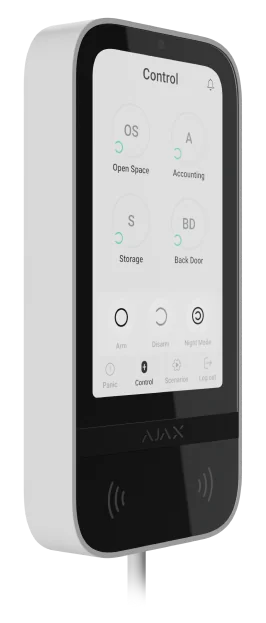 Control
OS
A
Open Space
Accounting
S
BD
Storage
Back Door
Arm
Disarm
Night Mode
Panic
Control
Scenarios
Log out
AJAX